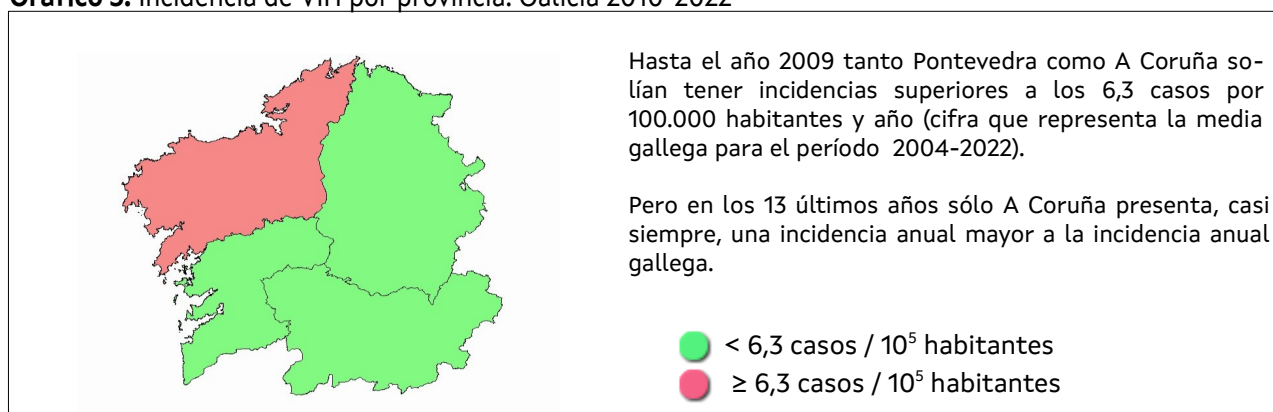 Gráfico 5. Incidencia de VIH por provincia. Galicia 2010-2022
Hasta el año 2009 tanto Pontevedra como A Coruña so-
lían tener incidencias superiores a los 6,3 casos por
100.000 habitantes y año (cifra que representa la media
gallega para el período 2004-2022).
Pero en los 13 últimos años sólo A Coruña presenta, casi
siempre, una incidencia anual mayor a la incidencia anual
gallega.
< 6,3 casos / 10⁵ habitantes
≥ 6,3 casos / 10⁵ habitantes